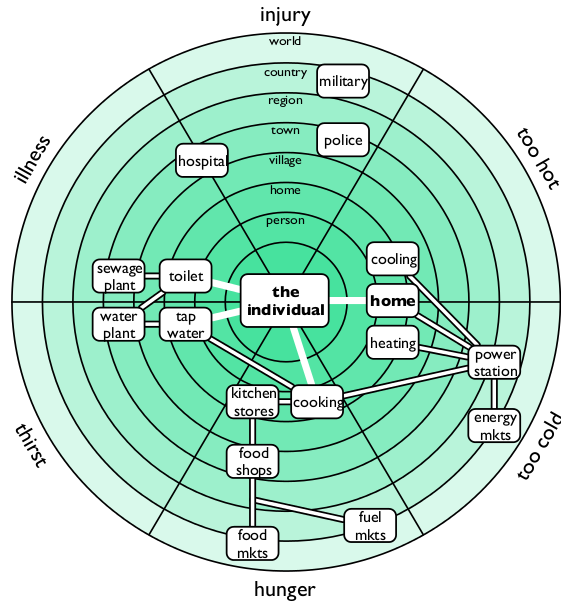 injury
world
country
military
region
town
police
village
hospital
home
person
illness
too hot
cooling
sewage
plant
toilet
the
individual
home
water
plant
tap
water
heating
power
station
kitchen
stores
cooking
energy
mkts
thirst
too cold
food
shops
fuel
mkts
food
mkts
hunger